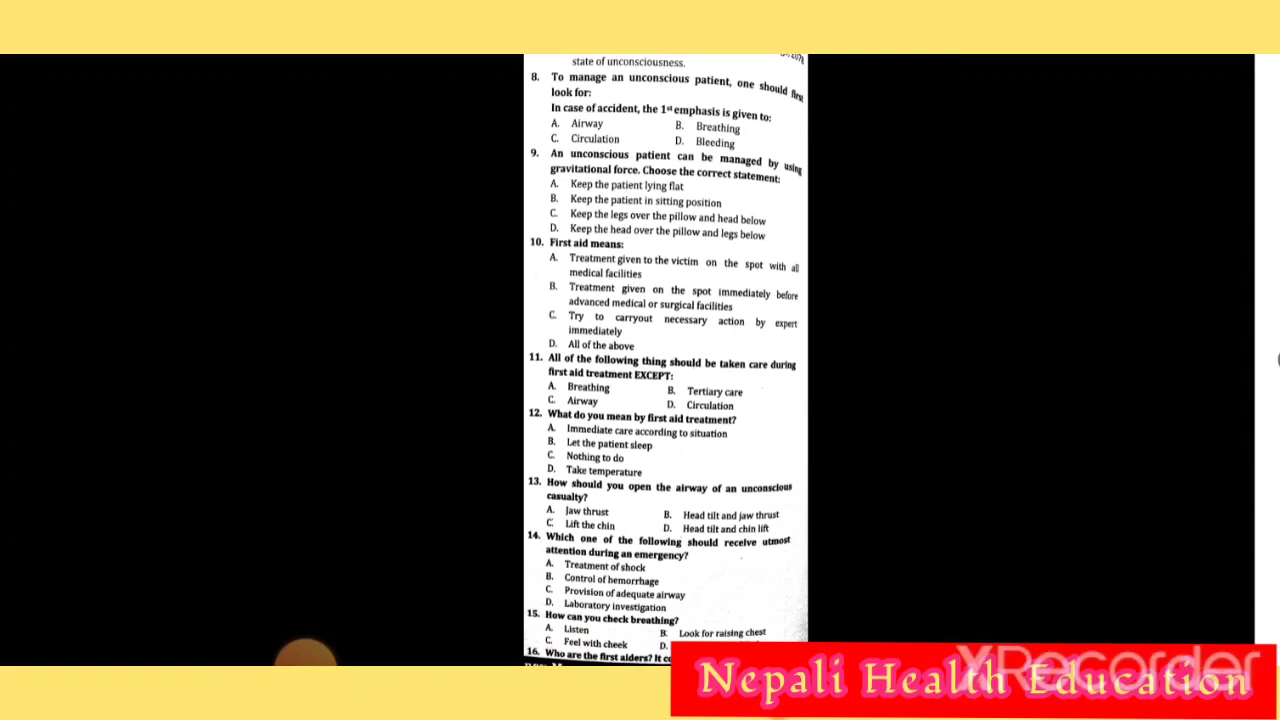 state of unconsciousness.
8. To manage an unconscious patient, one should first
look for:
In case of accident, the 1st emphasis is given to:
A. Airway B. Breathing
C. Circulation D. Bleeding
9. An unconscious patient can be managed by using
gravitational force. Choose the correct statement:
A. Keep the patient lying flat
B. Keep the patient in sitting position
C. Keep the legs over the pillow and head below
D. Keep the head over the pillow and legs below
10. First aid means:
A. Treatment given to the victim on the spot with all
medical facilities
B. Treatment given on the spot immediately before
advanced medical or surgical facilities
C. Try to carryout necessary action by expert
immediately
D. All of the above
11. All of the following thing should be taken care during
first aid treatment EXCEPT:
A. Breathing B. Tertiary care
C. Airway D. Circulation
12. What do you mean by first aid treatment?
A. Immediate care according to situation
B. Let the patient sleep
C. Nothing to do
D. Take temperature
13. How should you open the airway of an unconscious
casualty?
A. Jaw thrust B. Head tilt and jaw thrust
C. Lift the chin D. Head tilt and chin lift
14. Which one of the following should receive utmost
attention during an emergency?
A. Treatment of shock
B. Control of hemorrhage
C. Provision of adequate airway
D. Laboratory investigation
15. How can you check breathing?
A. Listen B. Look for raising chest
C. Feel with cheek D.
16. Who are the first aiders? It
XRecorder
Nepali Health Education